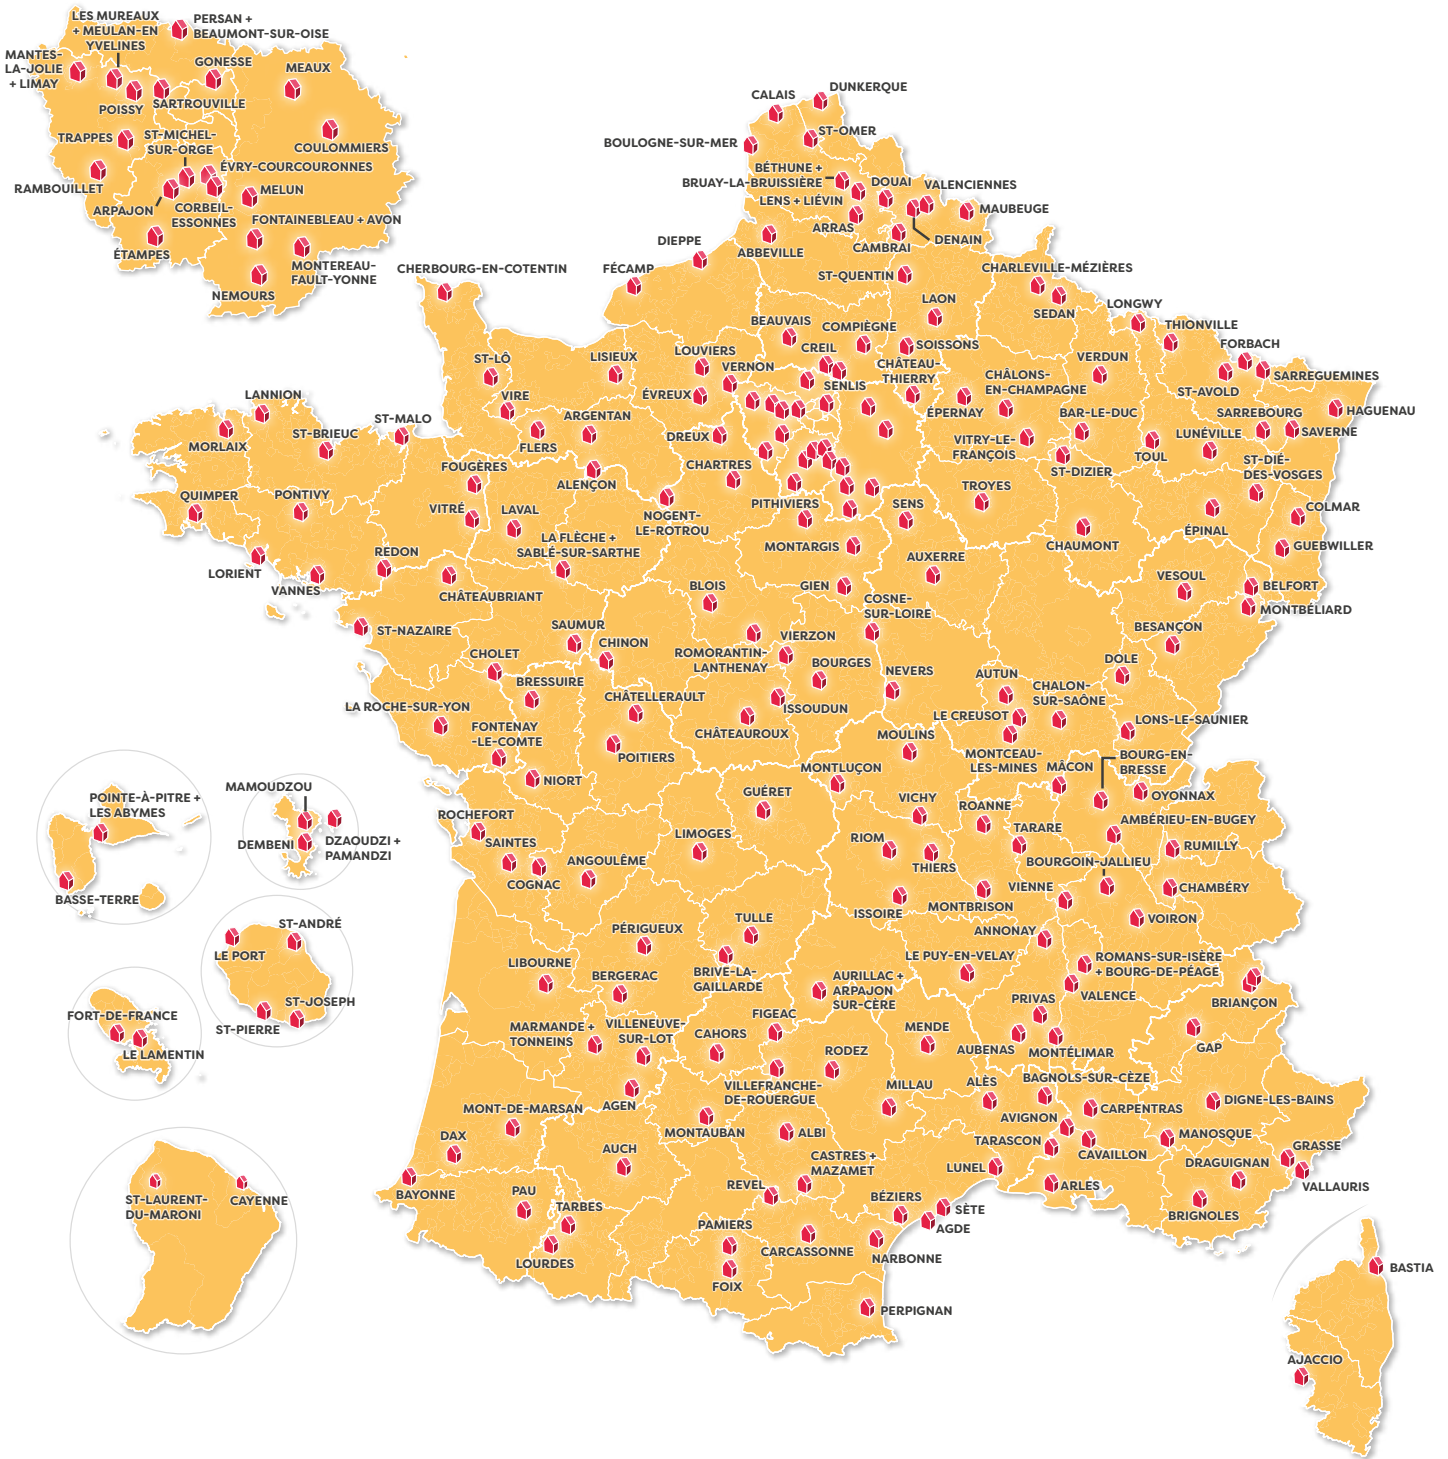 LES MUREAUX
+ MEULAN-EN
YVELINES
PERSAN +
BEAUMONT-SUR-OISE
MANTES-
LA-JOLIE
+ LIMAY
GONESSE
MEAUX
POISSY
SARTROUVILLE
TRAPPES
ST-MICHEL-
SUR-ORGE
COULOMMIERS
RAMBOUILLET
ÉVRY-COURCOURONNES
MELUN
ARPAJON
CORBEIL-
ESSONNES
FONTAINEBLEAU + AVON
ÉTAMPES
MONTEREAU-
FAULT-YONNE
NEMOURS
CALAIS
DUNKERQUE
BOULOGNE-SUR-MER
ST-OMER
BÉTHUNE +
BRUAY-LA-BRUISSIÈRE
DOUAI
VALENCIENNES
LENS + LIÉVIN
MAUBEUGE
ARRAS
DENAIN
CAMBRAI
ABBEVILLE
DIEPPE
FÉCAMP
CHERBOURG-EN-COTENTIN
ST-QUENTIN
CHARLEVILLE-MÉZIÈRES
SEDAN
LAON
LONGWY
THIONVILLE
FORBACH
SARREGUEMINES
ST-AVOLD
BEAUVAIS
COMPIÈGNE
CREIL
SOISSONS
VERDUN
ST-LÔ
LISIEUX
LOUVIERS
VERNON
SENLIS
CHÂTEAU-
THIERRY
CHÂLONS-
EN-CHAMPAGNE
ÉVREUX
VIRE
ARGENTAN
ÉPERNAY
BAR-LE-DUC
SARREBOURG
HAGUENAU
SAVERNE
LANNION
ST-MALO
MORLAIX
ST-BRIEUC
FLERS
DREUX
VITRY-LE-
FRANÇOIS
ST-DIZIER
TOUL
LUNÉVILLE
ST-DIÉ-
DES-VOSGES
FOUGÈRES
ALENÇON
CHARTRES
QUIMPER
PONTIVY
VITRÉ
LAVAL
NOGENT-
LE-ROTROU
PITHIVIERS
SENS
TROYES
COLMAR
ÉPINAL
CHAUMONT
GUEBWILLER
LA FLÈCHE +
SABLÉ-SUR-SARTHE
MONTARGIS
AUXERRE
REDON
LORIENT
VANNES
CHÂTEAUBRIANT
BLOIS
GIEN
COSNE-
SUR-LOIRE
VESOUL
BELFORT
MONTBÉLIARD
ST-NAZAIRE
SAUMUR
CHINON
ROMORANTIN-
LANTHENAY
VIERZON
BESANÇON
CHOLET
BRESSUIRE
BOURGES
NEVERS
AUTUN
DOLE
CHALON-
SUR-SAÔNE
LA ROCHE-SUR-YON
CHÂTELLERAULT
ISSOUDUN
LE CREUSOT
LONS-LE-SAUNIER
FONTENAY
-LE-COMTE
CHÂTEAUROUX
POITIERS
MOULINS
MONTCEAU-
LES-MINES
MÂCON
BOURG-EN-
BRESSE
NIORT
MONTLUÇON
OYONNAX
GUÉRET
VICHY
ROANNE
AMBÉRIEU-EN-BUGEY
ROCHEFORT
SAINTES
LIMOGES
RIOM
TARARE
RUMILLY
COGNAC
ANGOULÊME
THIERS
BOURGOIN-JALLIEU
VIENNE
CHAMBÉRY
ISSOIRE
MONTBRISON
VOIRON
PÉRIGUEUX
TULLE
ANNONAY
LIBOURNE
BERGERAC
BRIVE-LA-
GAILLARDE
LE PUY-EN-VELAY
ROMANS-SUR-ISÈRE
+ BOURG-DE-PÉAGE
AURILLAC +
ARPAJON
SUR-CÈRE
VALENCE
BRIANÇON
PRIVAS
MARMANDE +
TONNEINS
VILLENEUVE-
SUR-LOT
FIGEAC
CAHORS
MENDE
AUBENAS
MONTÉLIMAR
GAP
RODEZ
VILLEFRANCHE-
DE-ROUERGUE
AGEN
MILLAU
ALÈS
BAGNOLS-SUR-CÈZE
CARPENTRAS
DIGNE-LES-BAINS
MONT-DE-MARSAN
MONTAUBAN
ALBI
AVIGNON
MANOSQUE
DAX
AUCH
TARASCON
CAVAILLON
GRASSE
CASTRES +
MAZAMET
LUNEL
DRAGUIGNAN
VALLAURIS
BAYONNE
REVEL
ARLES
BRIGNOLES
PAU
TARBES
BÉZIERS
SÈTE
AGDE
LOURDES
PAMIERS
CARCASSONNE
NARBONNE
FOIX
PERPIGNAN
BASTIA
AJACCIO
POINTE-À-PITRE +
LES ABYMES
BASSE-TERRE
MAMOUDZOU
DEMBENI
DZAOUDZI +
PAMANDZI
ST-ANDRÉ
LE PORT
ST-JOSEPH
ST-PIERRE
FORT-DE-FRANCE
LE LAMENTIN
ST-LAURENT-
DU-MARONI
CAYENNE